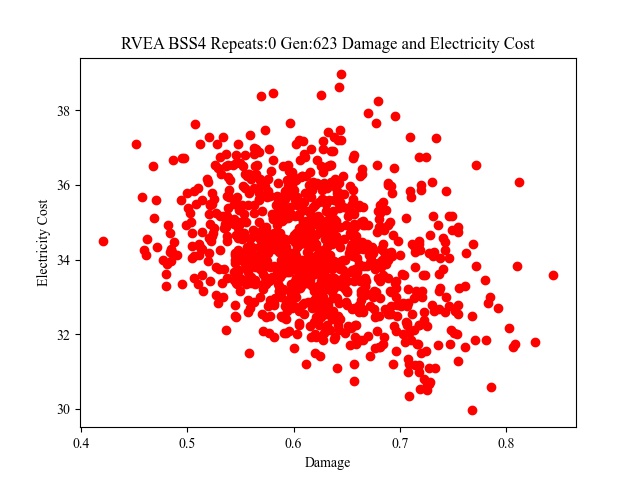 RVEA BSS4 Repeats:0 Gen:623 Damage and Electricity Cost
38
36
34
32
30
Electricity Cost
0.4 0.5 0.6 0.7 0.8
Damage